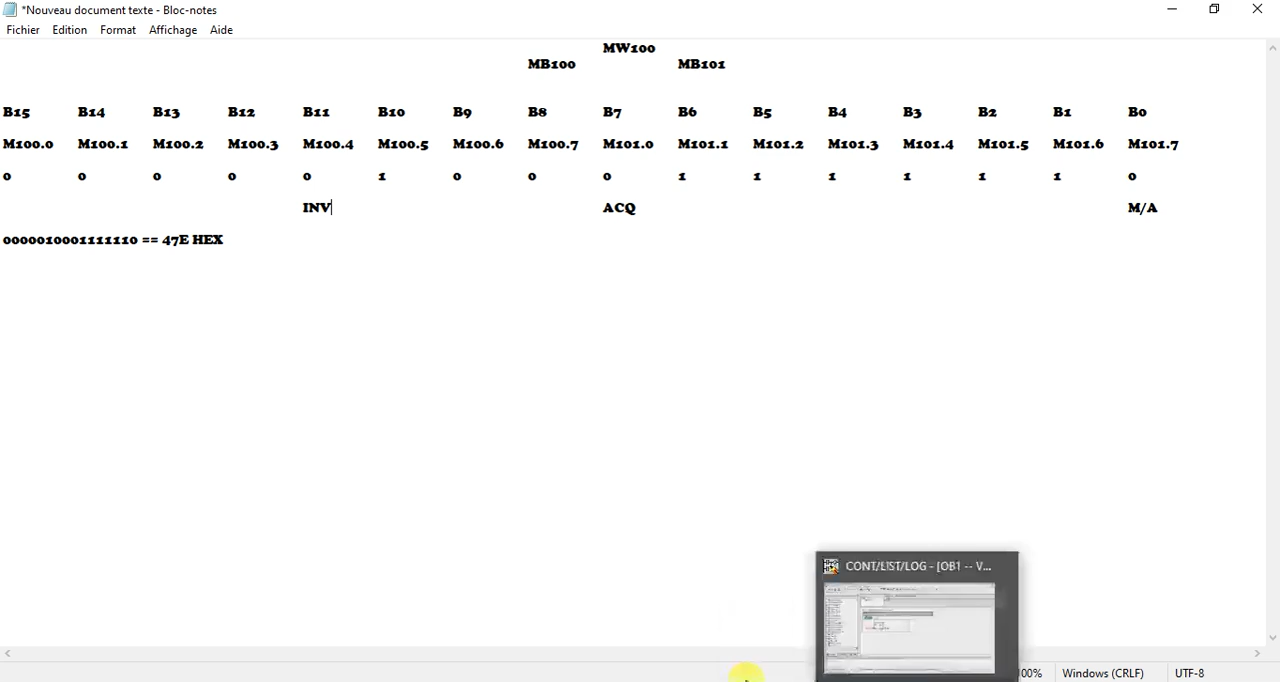 *Nouveau document texte - Bloc-notes
Fichier Edition Format Affichage Aide
MW100
MB100 MB101
B15 B14 B13 B12 B11 B10 B9 B8 B7 B6 B5 B4 B3 B2 B1 B0
M100.0 M100.1 M100.2 M100.3 M100.4 M100.5 M100.6 M100.7 M101.0 M101.1 M101.2 M101.3 M101.4 M101.5 M101.6 M101.7
0 0 0 0 0 1 0 0 0 1 1 1 1 1 1 0
INV ACQ M/A
0000010001111110 == 47E HEX
CONT/LIST/LOG - [OB1 -- V...
100% Windows (CRLF) UTF-8